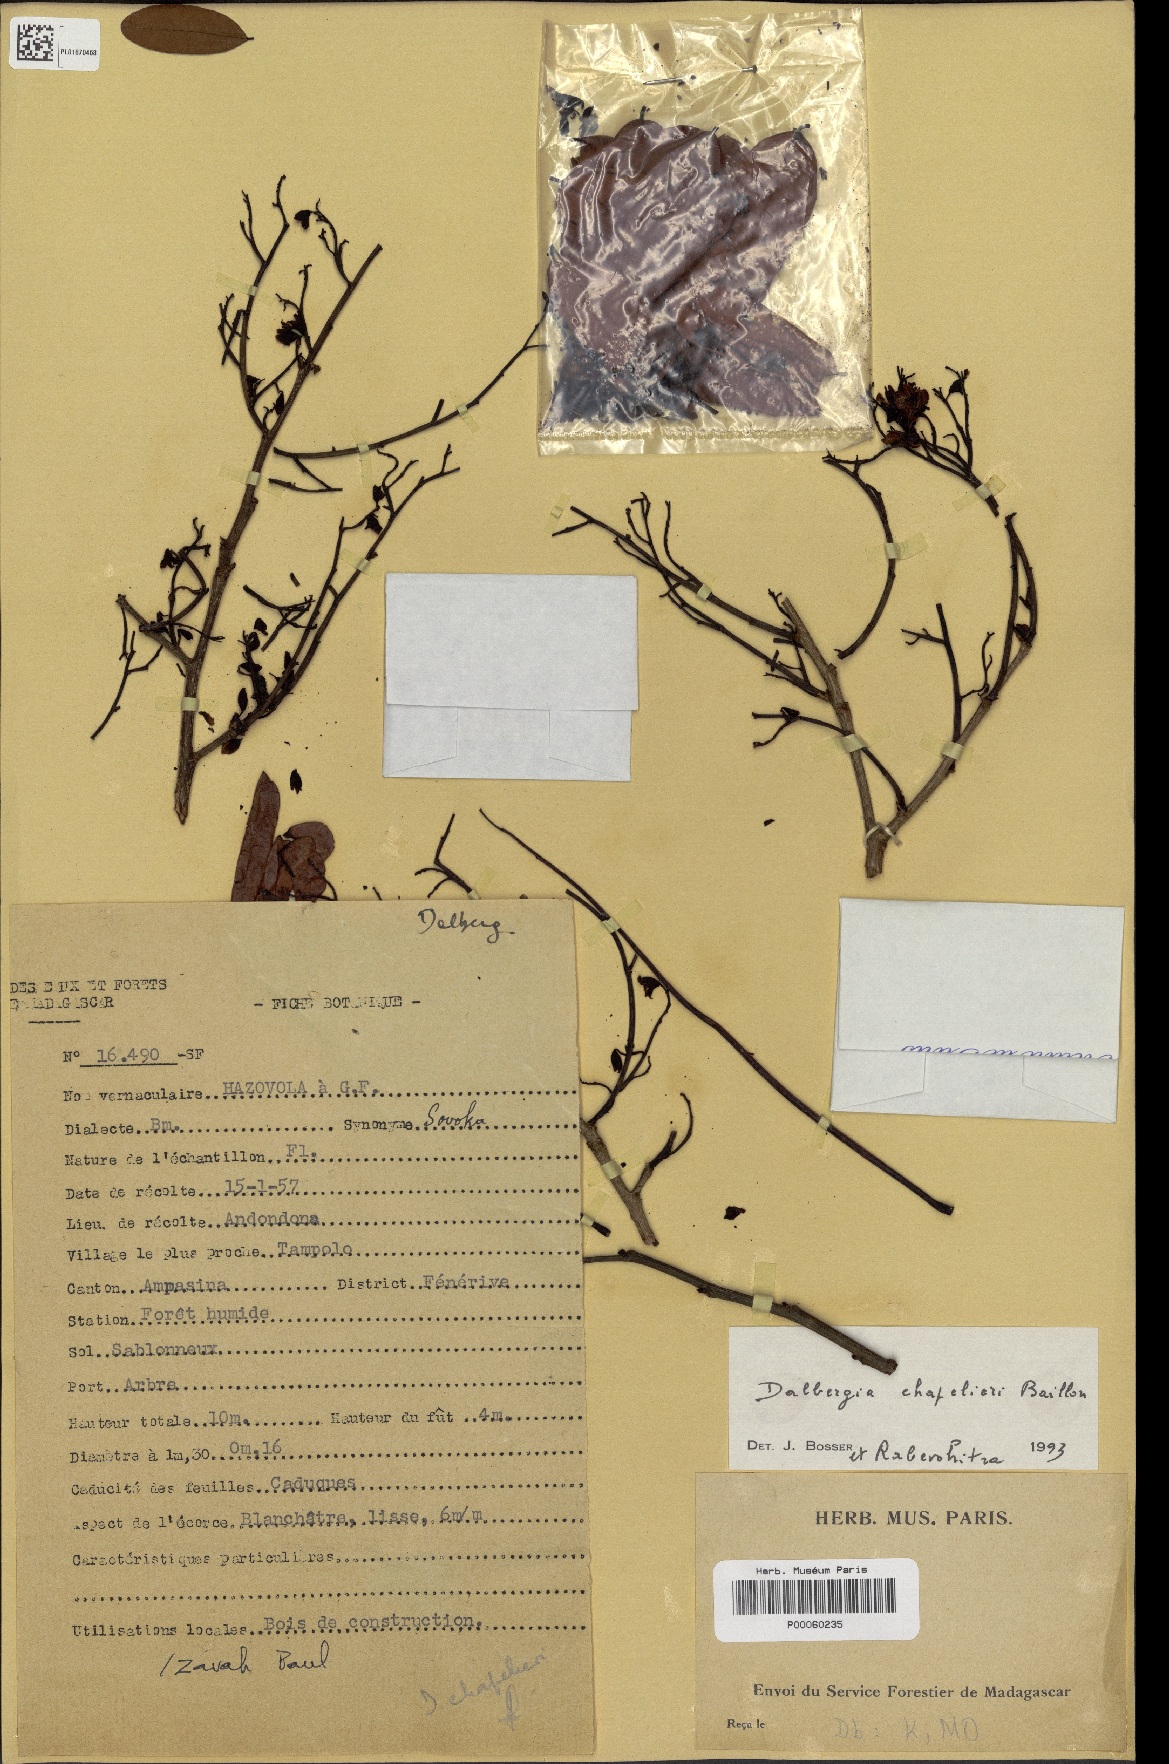 PL01670468
Dalberg
DES EAUX ET FORETS
E MADAGASCAR
- FICHE BOTANIQUE -
N° 16.490 -SF
Nom vernaculaire HAZOVOLA à G.F.
Dialecte Bm. Synonyme Sovoka
Nature de l'échantillon Fl.
Date de récolte 15-1-57
Lieu de récolte Andondona
Village le plus proche Tampolo
Canton Ampasina District Fénérive
Station Forêt humide
Sol Sablonneux
Port Arbre
Hauteur totale 10m. Hauteur du fût 4m.
Diamètre à 1m,30 0m,16
Caducité des feuilles Caduques
Aspect de l'écorce Blanchâtre, lisse, 6m/m
Caractéristiques particulières
Utilisations locales Bois de construction.
Izavah Paul
D chapelieri
Dalbergia chapelieri Baillon
DET. J. BOSSER et Rabevohitra 1993
HERB. MUS. PARIS.
Herb. Muséum Paris
P00060235
Envoi du Service Forestier de Madagascar
Reçu le
Db: K, MO